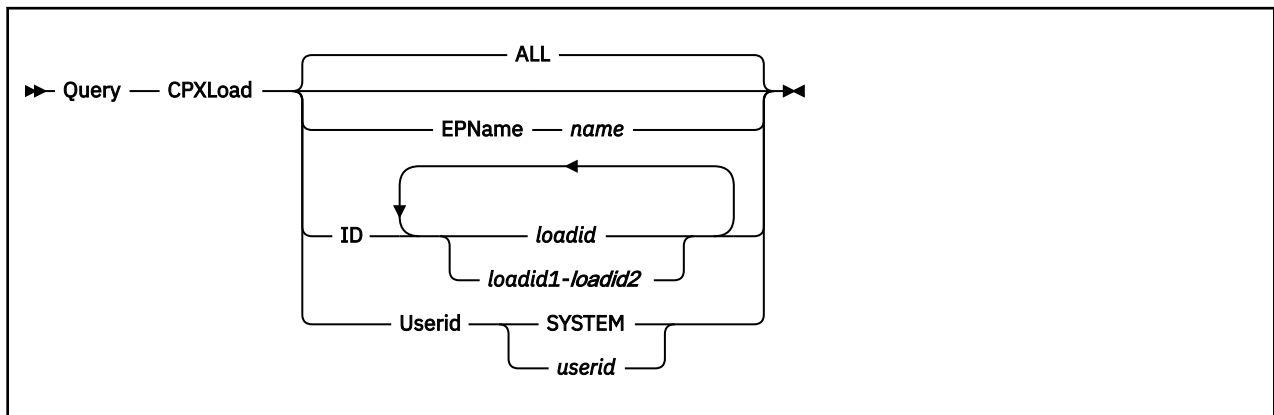 ALL
Query CPXLoad
EPName name
ID loadid
loadid1-loadid2
Userid SYSTEM
userid